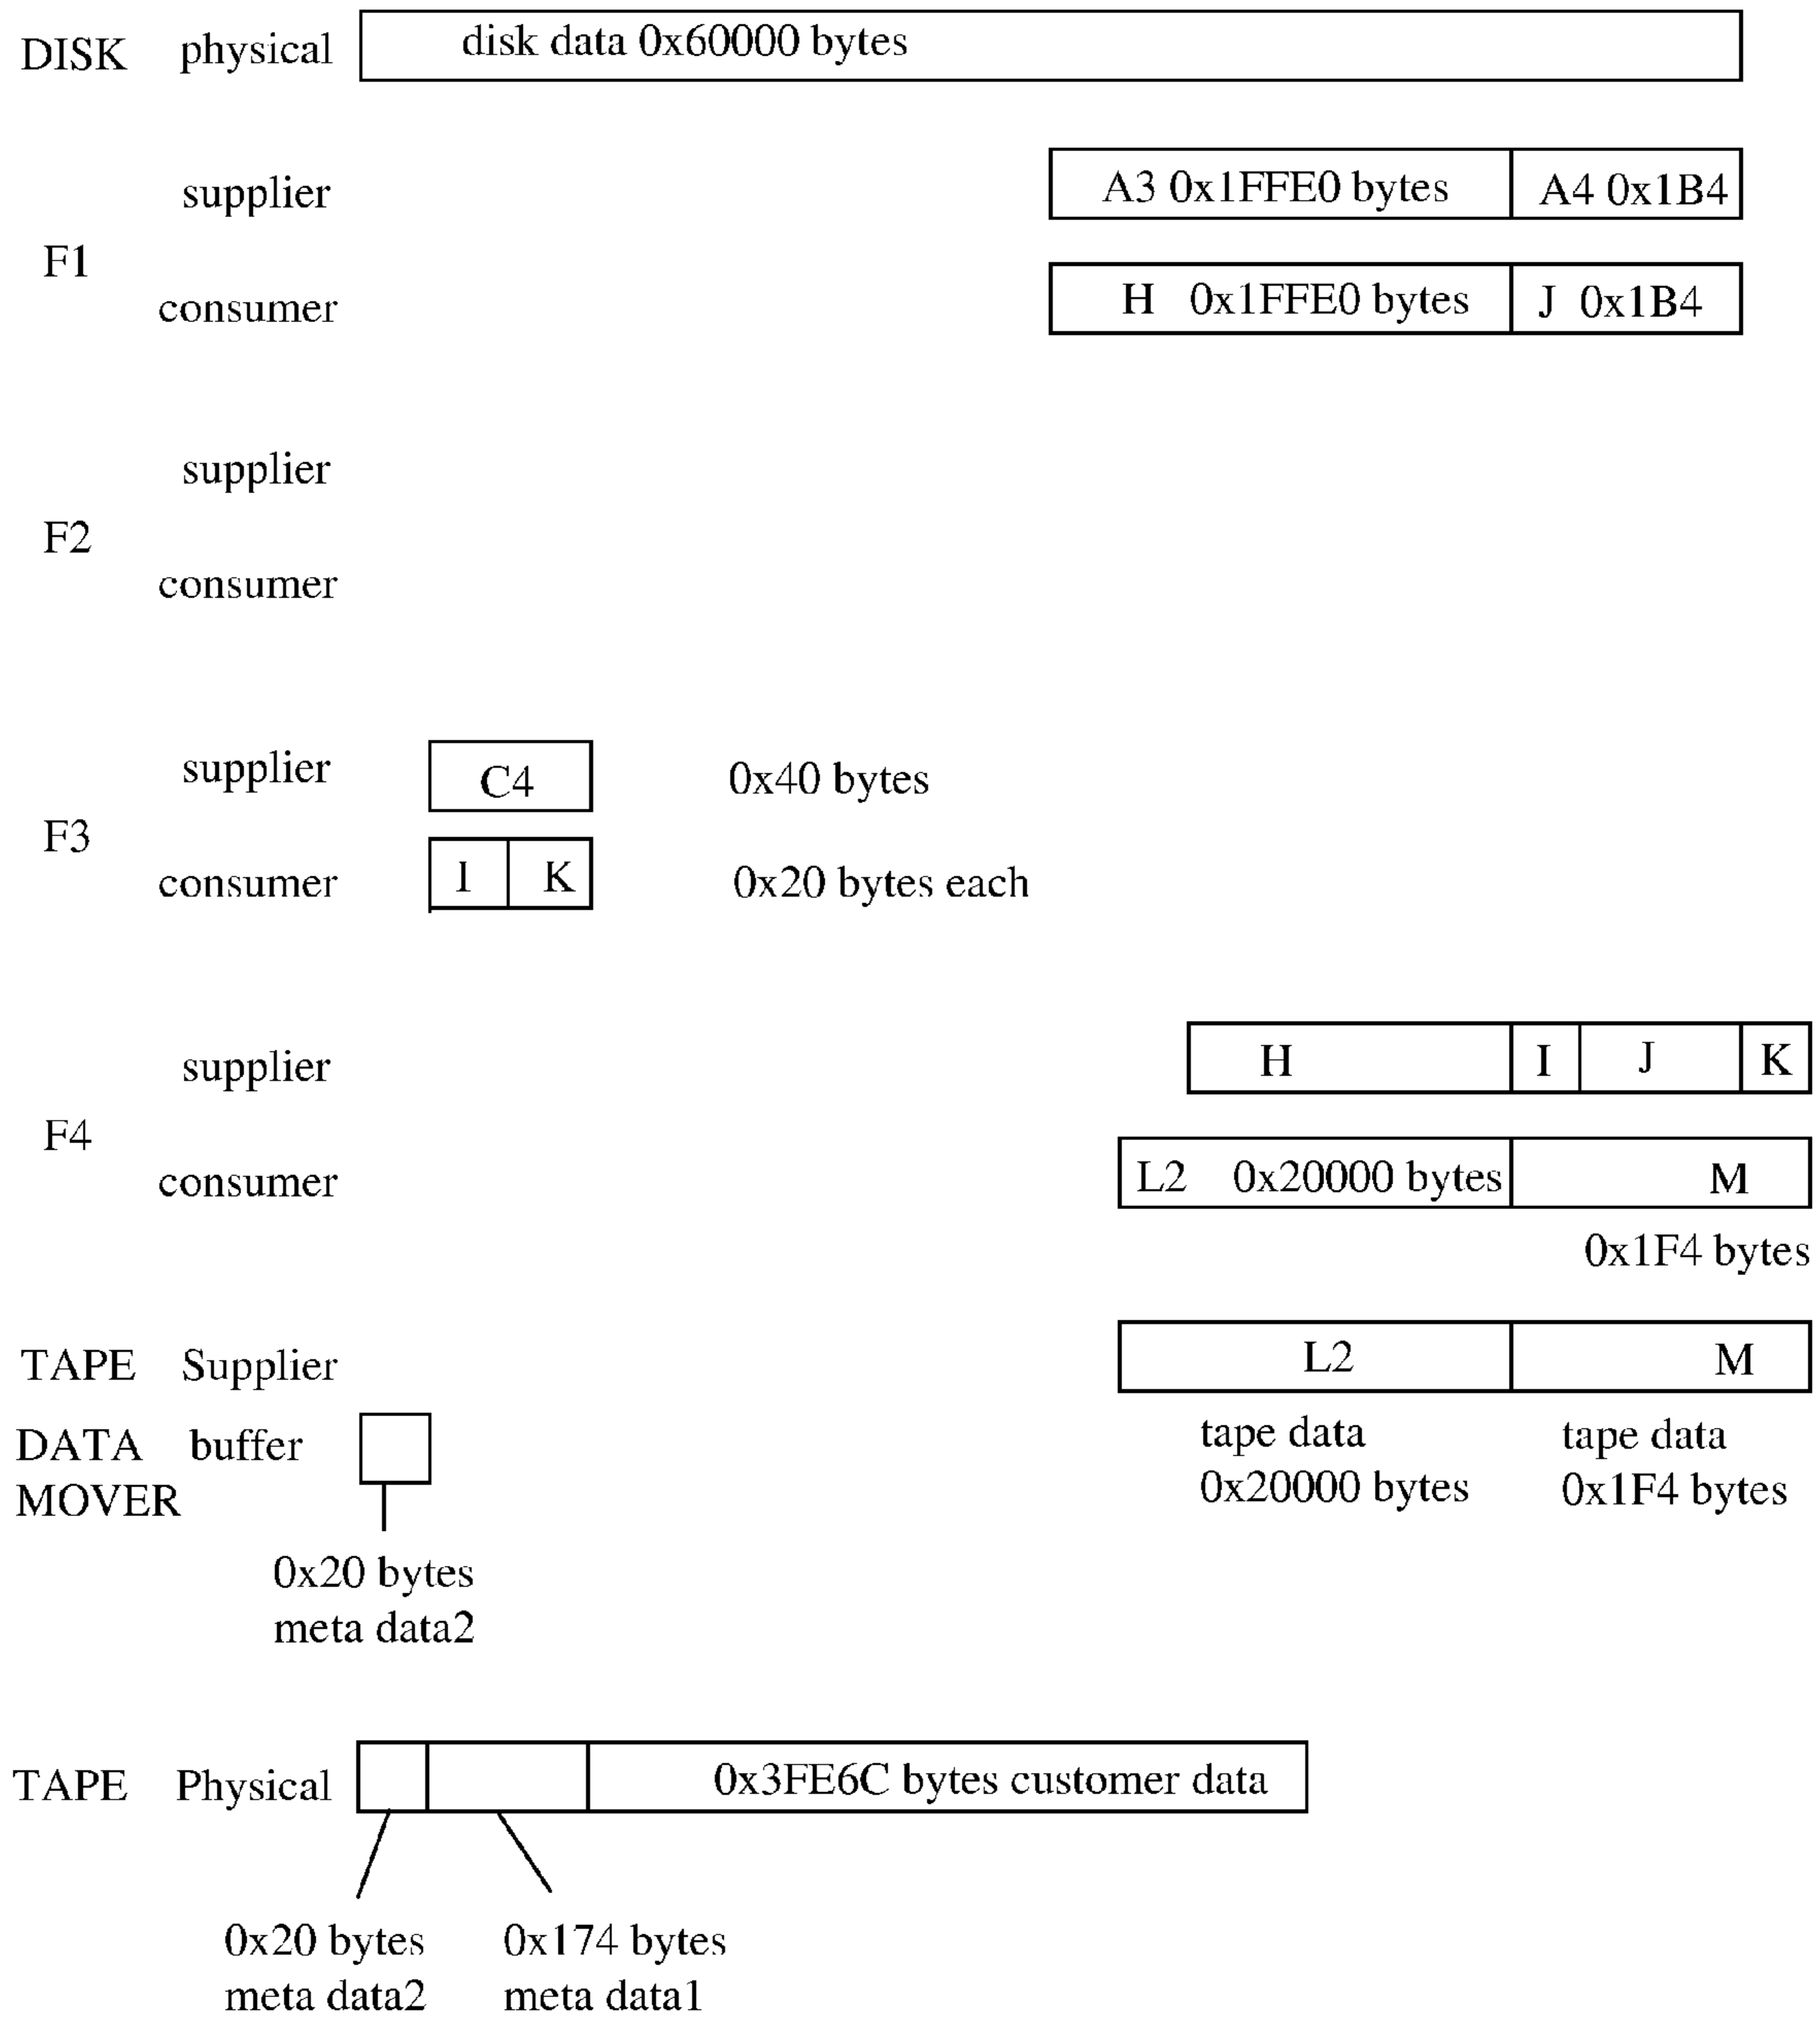 DISK physical disk data 0x60000 bytes
supplier A3 0x1FFE0 bytes A4 0x1B4
F1
consumer H 0x1FFE0 bytes J 0x1B4
supplier
F2
consumer
supplier C4 0x40 bytes
F3
consumer I K 0x20 bytes each
supplier H I J K
F4
consumer L2 0x20000 bytes M
0x1F4 bytes
TAPE Supplier L2 M
DATA buffer tape data tape data
MOVER 0x20000 bytes 0x1F4 bytes
0x20 bytes
meta data2
TAPE Physical 0x3FE6C bytes customer data
0x20 bytes 0x174 bytes
meta data2 meta data1